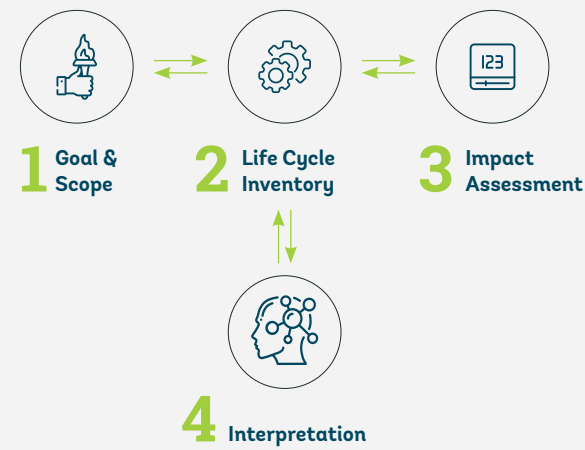 123
1 Goal &
Scope
2 Life Cycle
Inventory
3 Impact
Assessment
4 Interpretation